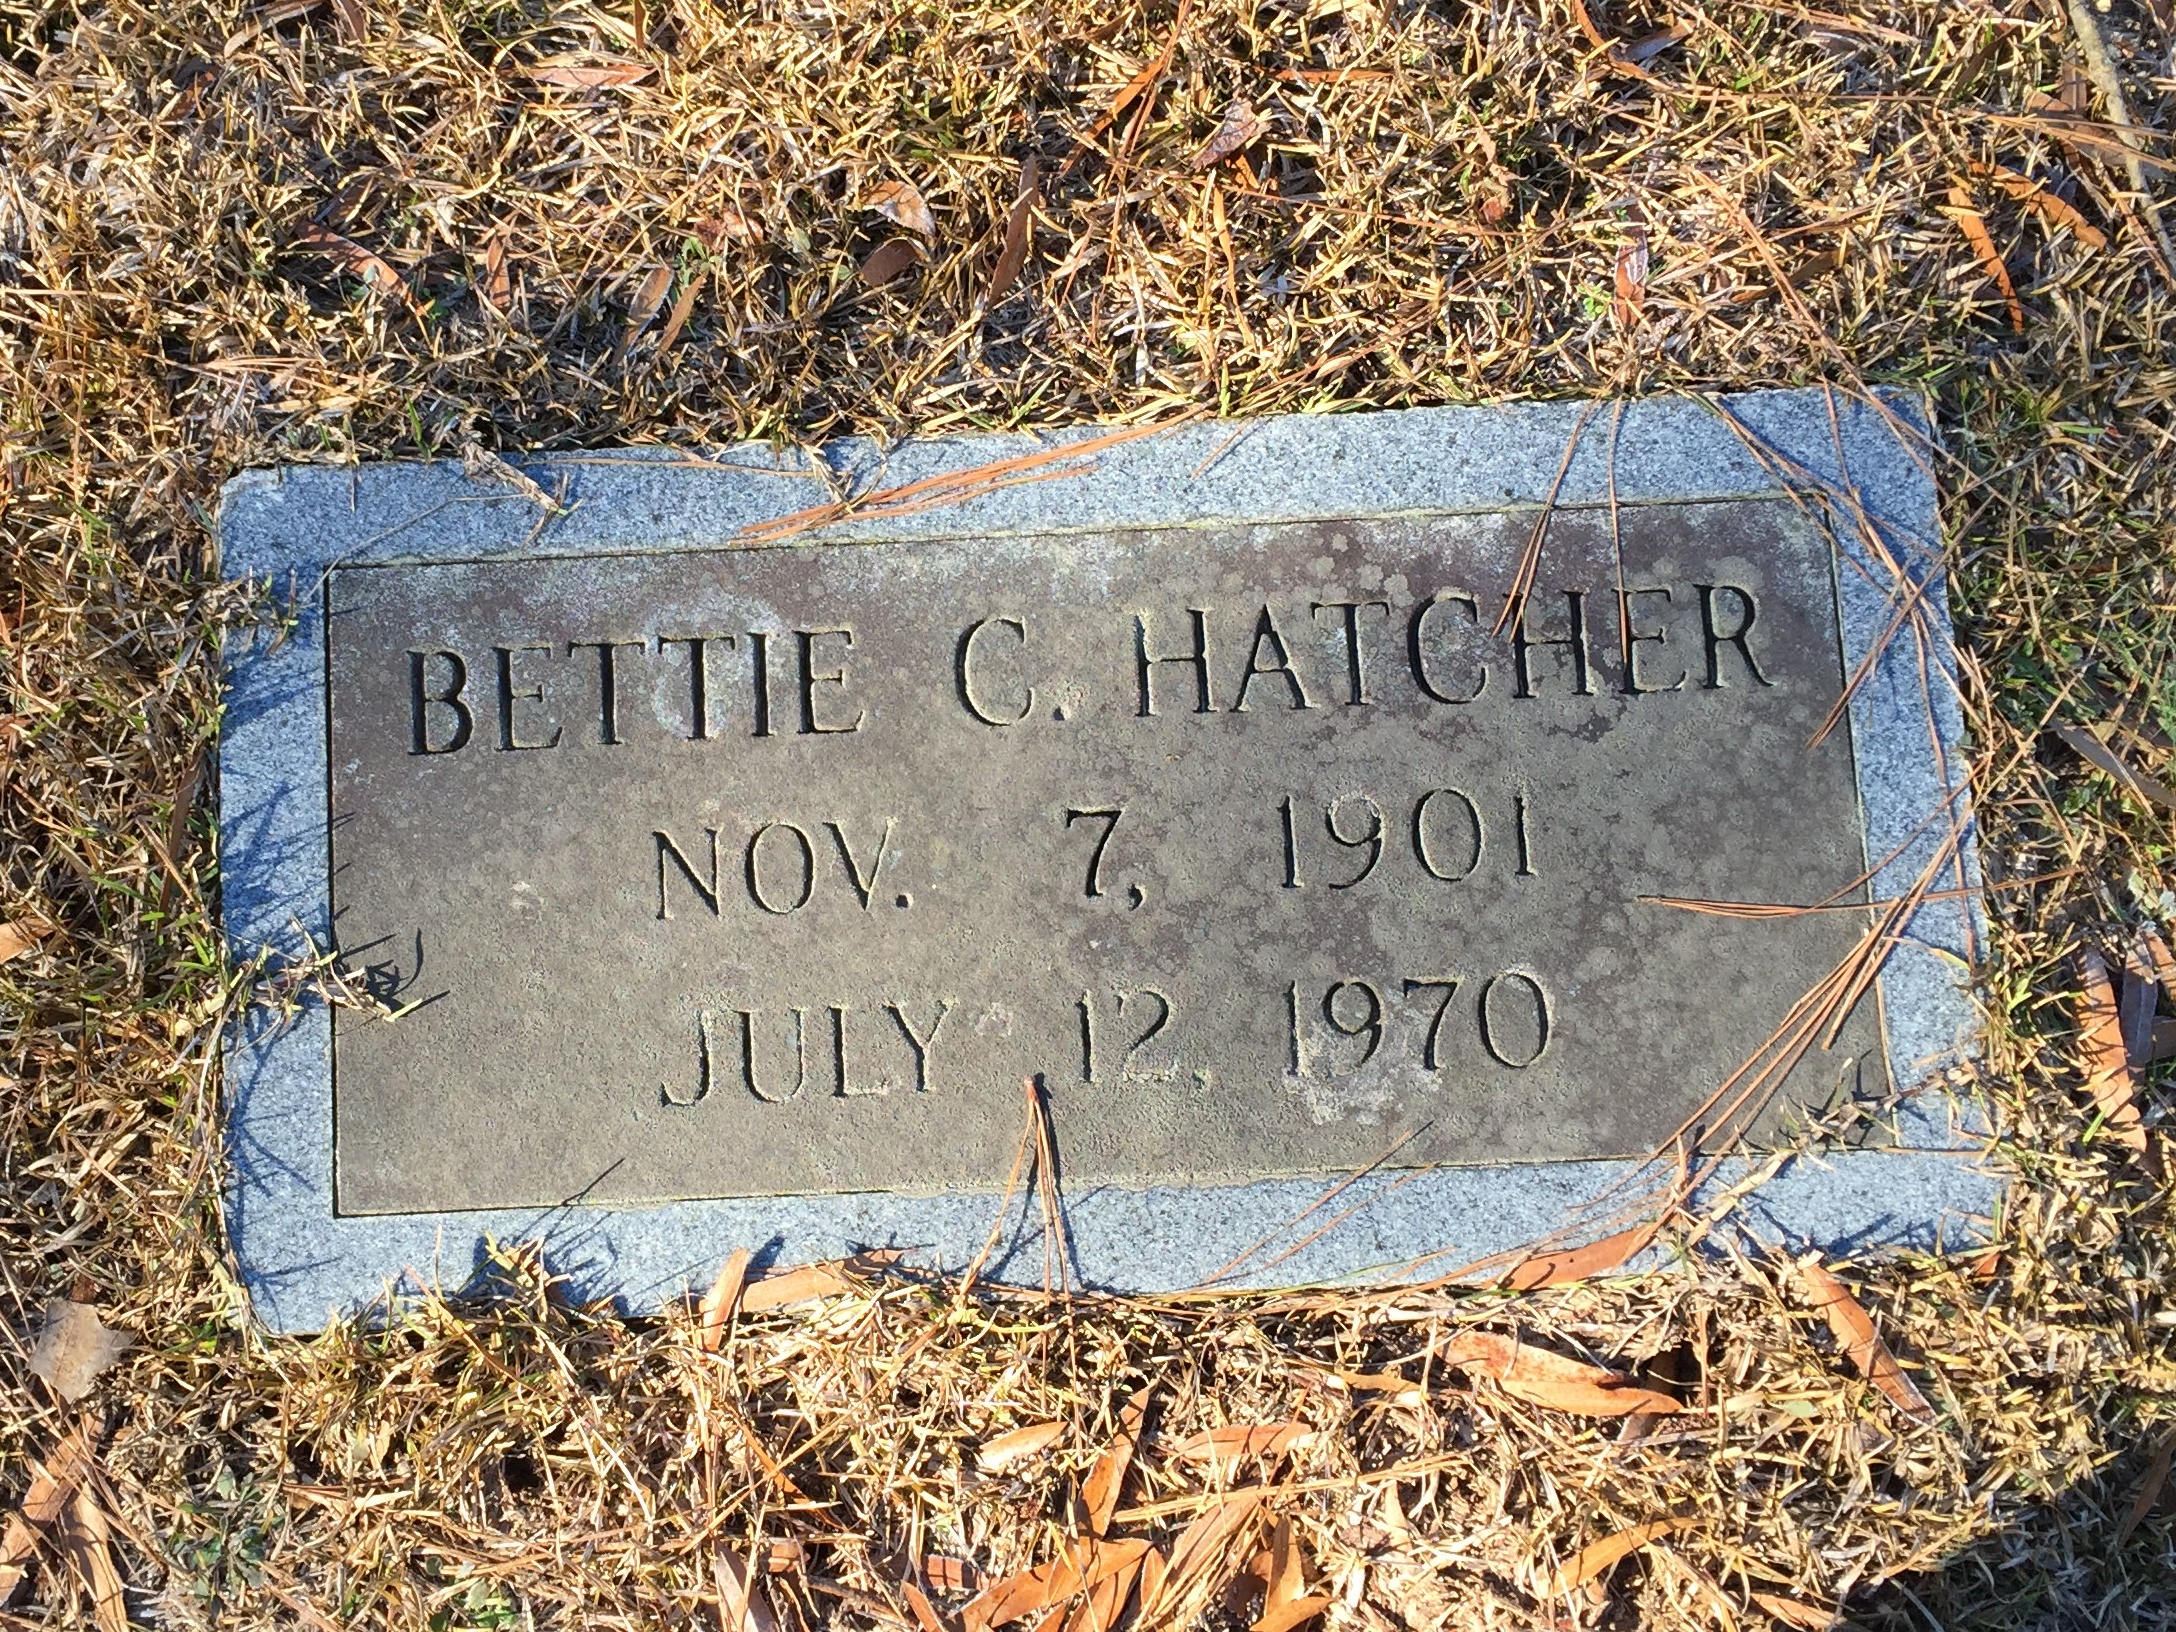 BETTIE C. HATCHER
NOV. 7, 1901
JULY 12, 1970